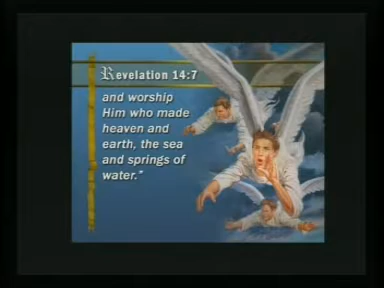 Revelation 14:7
and worship
Him who made
heaven and
earth, the sea
and springs of
water."